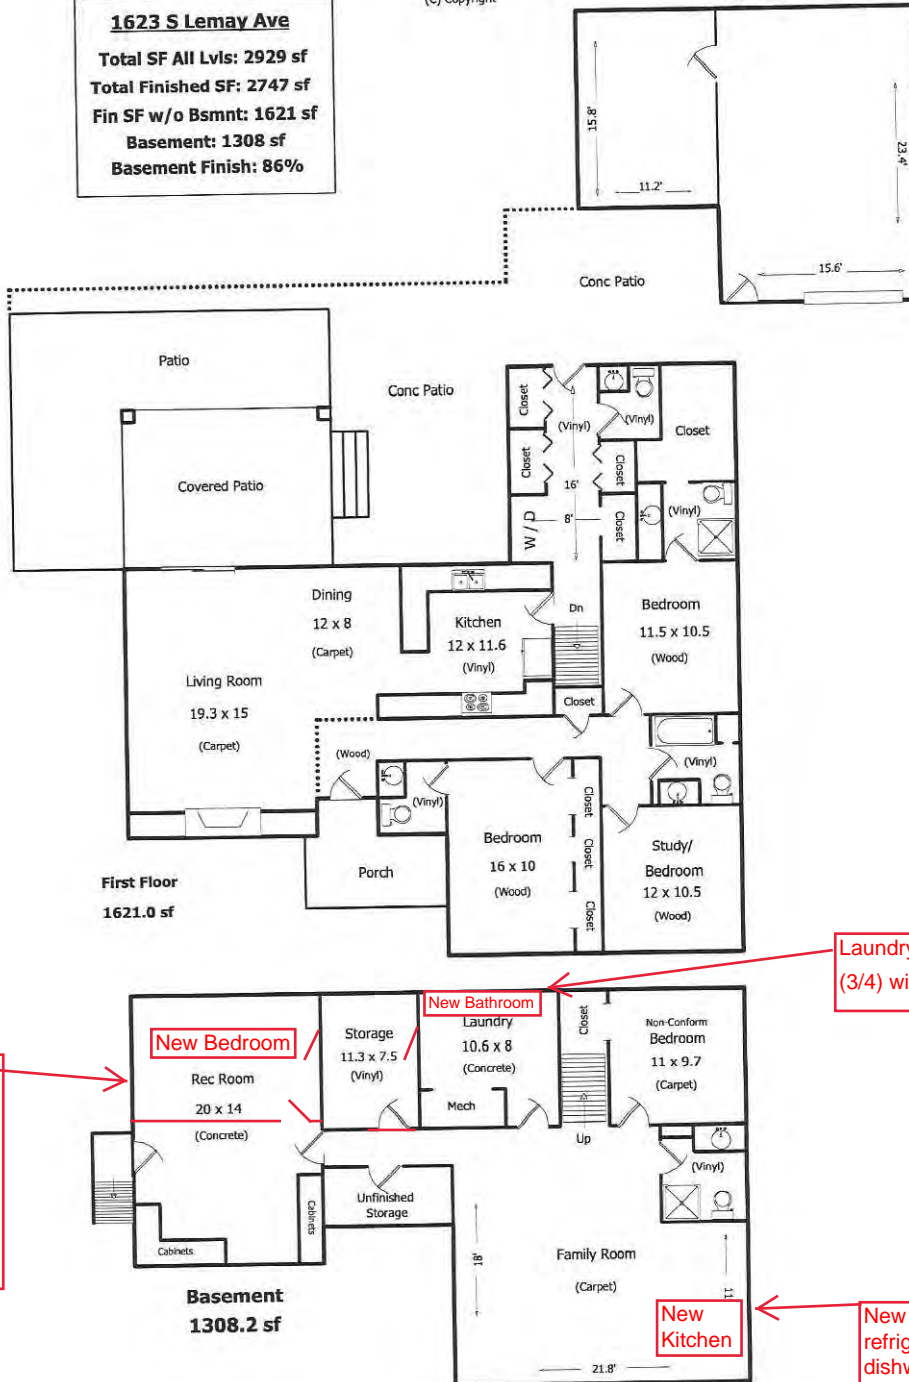 (C) Copyright
1623 S Lemay Ave
Total SF All Lvls: 2929 sf
Total Finished SF: 2747 sf
Fin SF w/o Bsmnt: 1621 sf
Basement: 1308 sf
Basement Finish: 86%
15.8'
11.2'
23.4'
15.6'
Conc Patio
Patio
Conc Patio
Covered Patio
Closet
Closet
(Vinyl)
16'
8'
W / D
Closet
Closet
(Vinyl)
Closet
(Vinyl)
Dining
12 x 8
(Carpet)
Kitchen
12 x 11.6
(Vinyl)
Dn
Bedroom
11.5 x 10.5
(Wood)
Living Room
19.3 x 15
(Carpet)
Closet
(Wood)
(Vinyl)
(Vinyl)
Bedroom
16 x 10
(Wood)
Closet
Closet
Closet
Study/
Bedroom
12 x 10.5
(Wood)
Porch
First Floor
1621.0 sf
Laundry
(3/4) wi
New Bathroom
New Bedroom
Rec Room
20 x 14
(Concrete)
Storage
11.3 x 7.5
(Vinyl)
Laundry
10.6 x 8
(Concrete)
Mech
Closet
Up
Non-Conform
Bedroom
11 x 9.7
(Carpet)
(Vinyl)
Unfinished
Storage
Cabinets
Cabinets
Family Room
(Carpet)
18'
11
21.8'
New
Kitchen
New
refrig
dishw
Basement
1308.2 sf